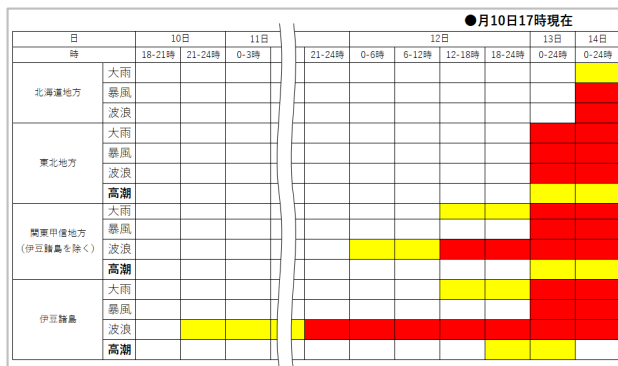 ●月10日17時現在
日 10日 11日 12日 13日 14日
時 18-21時 21-24時 0-3時 21-24時 0-6時 6-12時 12-18時 18-24時 0-24時 0-24時
北海道地方
大雨
暴風
波浪
東北地方
大雨
暴風
波浪
高潮
関東甲信地方
(伊豆諸島を除く)
大雨
暴風
波浪
高潮
伊豆諸島
大雨
暴風
波浪
高潮